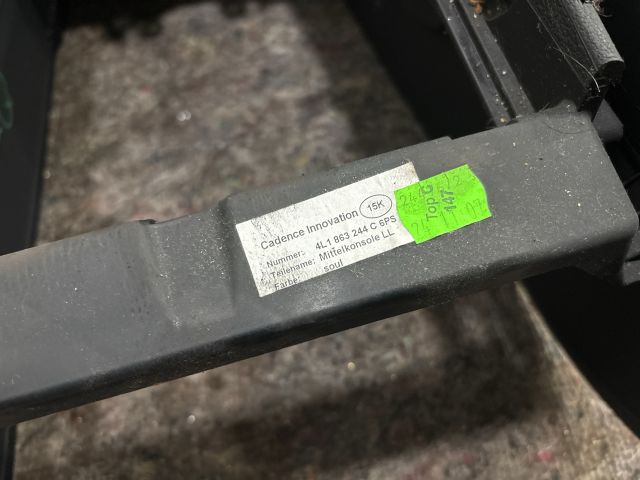 Cadence Innovation 15K
Nummer: 4L1 863 244 C 6PS
Teilename: Mittelkonsole LL
Farbe: soul
Top C
147